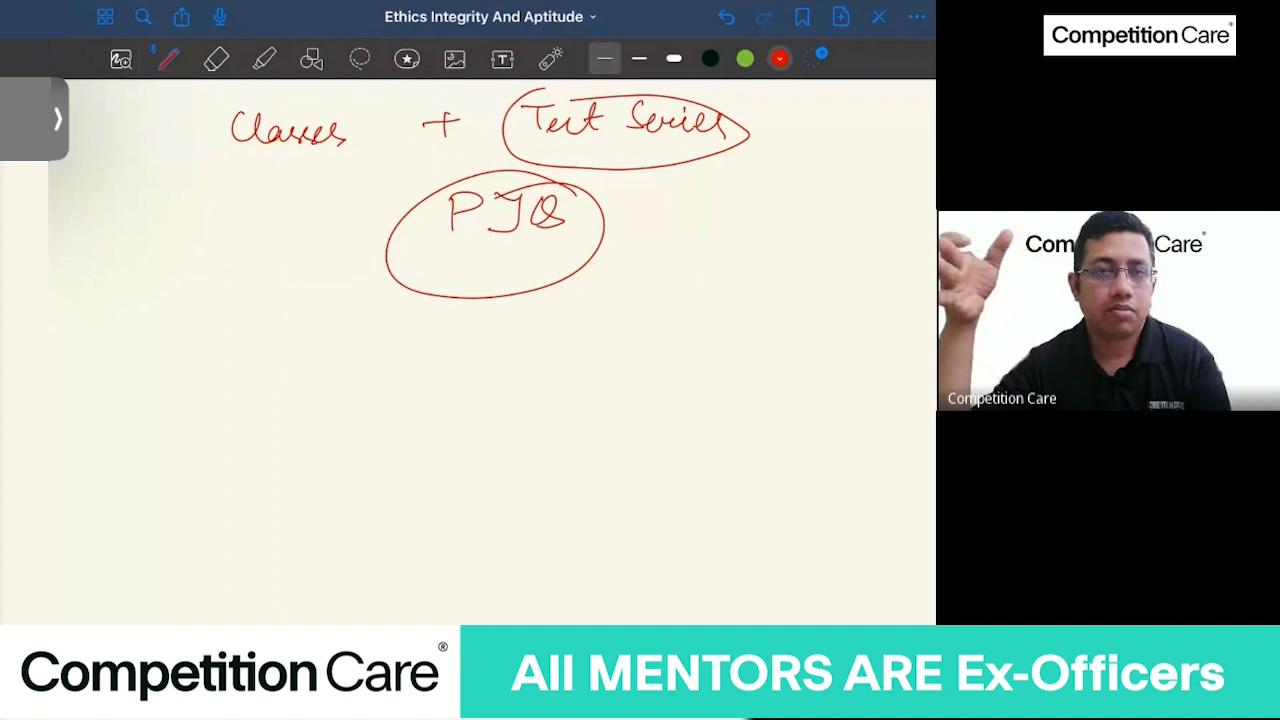 Ethics Integrity And Aptitude
Competition Care®
Classes + Test Series
PYQ
Com Care®
Competition Care
Competition Care®
All MENTORS ARE Ex-Officers